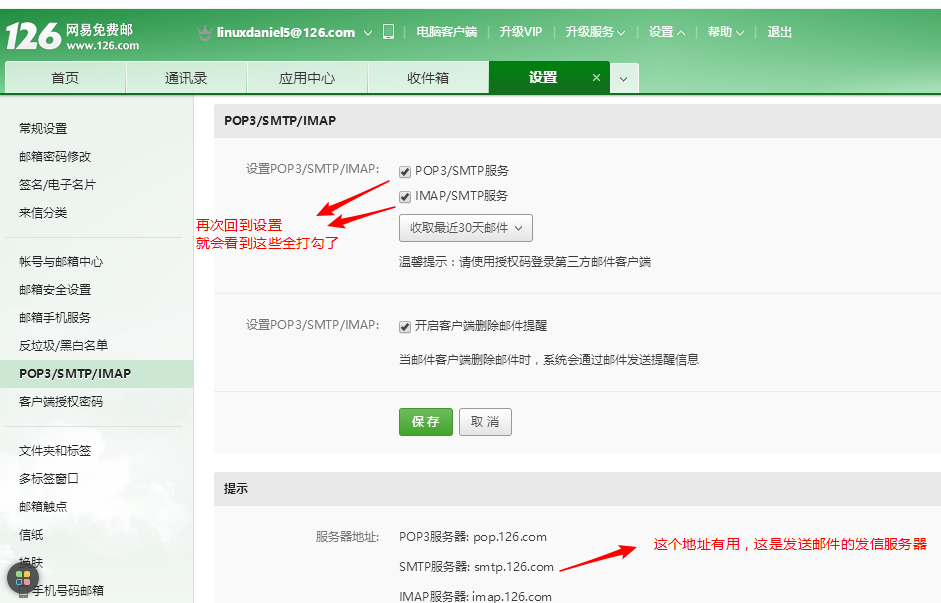 126 网易免费邮
www.126.com
linuxdaniel5@126.com 电脑客户端 升级VIP 升级服务 设置 帮助 退出
首页 通讯录 应用中心 收件箱 设置 ×
常规设置
邮箱密码修改
签名/电子名片
来信分类
帐号与邮箱中心
邮箱安全设置
邮箱手机服务
反垃圾/黑白名单
POP3/SMTP/IMAP
客户端授权密码
文件夹和标签
多标签窗口
邮箱触点
信纸
换肤
手机号码邮箱
POP3/SMTP/IMAP
设置POP3/SMTP/IMAP: POP3/SMTP服务
IMAP/SMTP服务
再次回到设置
就会看到这些全打勾了
收取最近30天邮件
温馨提示：请使用授权码登录第三方邮件客户端
设置POP3/SMTP/IMAP: 开启客户端删除邮件提醒
当邮件客户端删除邮件时，系统会通过邮件发送提醒信息
保存 取消
提示
服务器地址: POP3服务器: pop.126.com
SMTP服务器: smtp.126.com
这个地址有用，这是发送邮件的发信服务器
IMAP服务器: imap.126.com